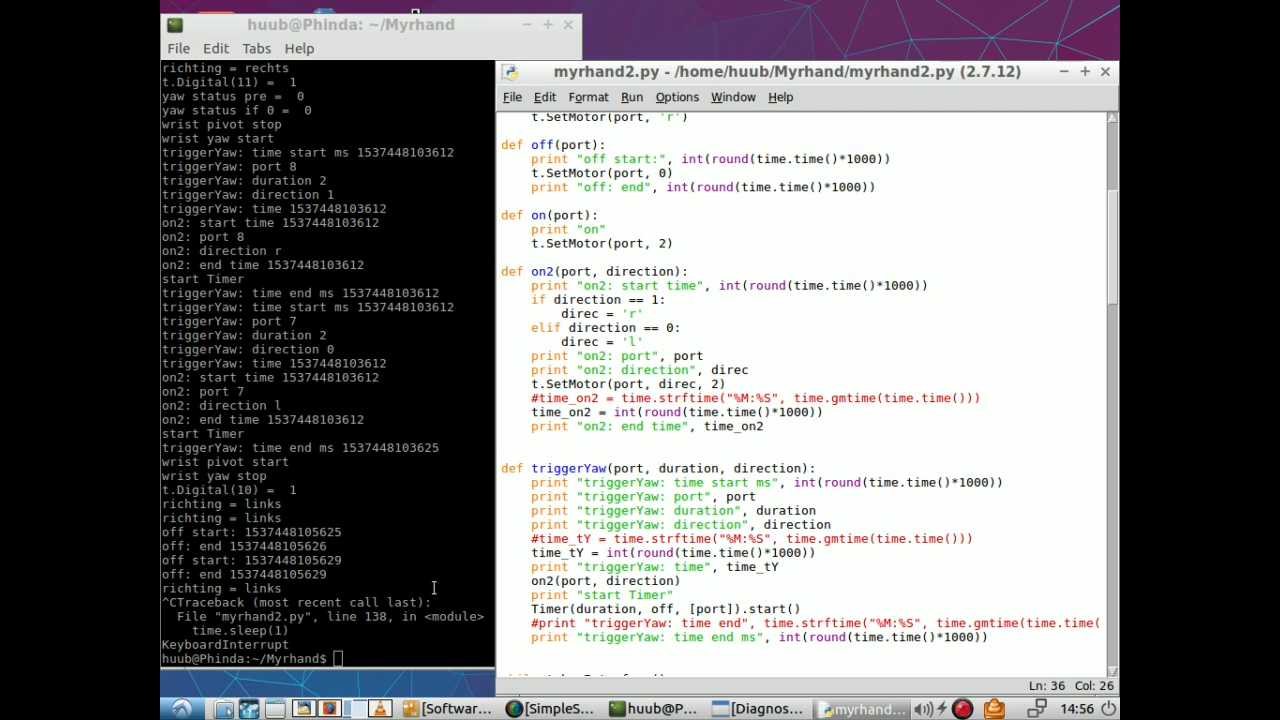 huub@Phinda: ~/Myrhand
File Edit Tabs Help
richting = rechts
t.Digital(11) =  1
yaw status pre =  0
yaw status if 0 =  0
wrist pivot stop
wrist yaw start
triggerYaw: time start ms 1537448103612
triggerYaw: port 8
triggerYaw: duration 2
triggerYaw: direction 1
triggerYaw: time 1537448103612
on2: start time 1537448103612
on2: port 8
on2: direction r
on2: end time 1537448103612
start Timer
triggerYaw: time end ms 1537448103612
triggerYaw: time start ms 1537448103612
triggerYaw: port 7
triggerYaw: duration 2
triggerYaw: direction 0
triggerYaw: time 1537448103612
on2: start time 1537448103612
on2: port 7
on2: direction l
on2: end time 1537448103612
start Timer
triggerYaw: time end ms 1537448103625
wrist pivot start
wrist yaw stop
t.Digital(10) =  1
richting = links
richting = links
off start: 1537448105625
off: end 1537448105626
off start: 1537448105629
off: end 1537448105629
richting = links
^CTraceback (most recent call last):
  File "myrhand2.py", line 138, in <module>
    time.sleep(1)
KeyboardInterrupt
huub@Phinda:~/Myrhand$
myrhand2.py - /home/huub/Myrhand/myrhand2.py (2.7.12)
File Edit Format Run Options Window Help
    t.SetMotor(port, 'r')
def off(port):
    print "off start:", int(round(time.time()*1000))
    t.SetMotor(port, 0)
    print "off: end", int(round(time.time()*1000))
def on(port):
    print "on"
    t.SetMotor(port, 2)
def on2(port, direction):
    print "on2: start time", int(round(time.time()*1000))
    if direction == 1:
        direc = 'r'
    elif direction == 0:
        direc = 'l'
    print "on2: port", port
    print "on2: direction", direc
    t.SetMotor(port, direc, 2)
    #time_on2 = time.strftime("%M:%S", time.gmtime(time.time()))
    time_on2 = int(round(time.time()*1000))
    print "on2: end time", time_on2
def triggerYaw(port, duration, direction):
    print "triggerYaw: time start ms", int(round(time.time()*1000))
    print "triggerYaw: port", port
    print "triggerYaw: duration", duration
    print "triggerYaw: direction", direction
    #time_tY = time.strftime("%M:%S", time.gmtime(time.time()))
    time_tY = int(round(time.time()*1000))
    print "triggerYaw: time", time_tY
    on2(port, direction)
    print "start Timer"
    Timer(duration, off, [port]).start()
    #print "triggerYaw: time end", time.strftime("%M:%S", time.gmtime(time.time(
    print "triggerYaw: time end ms", int(round(time.time()*1000))
Ln: 36 Col: 26
[Softwar... [SimpleS... huub@P... [Diagnos... myrhand... 14:56